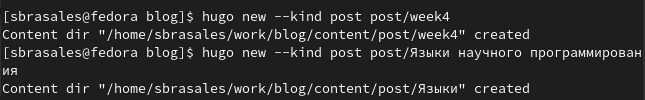 [sbrasales@fedora blog]$ hugo new --kind post post/week4
Content dir "/home/sbrasales/work/blog/content/post/week4" created
[sbrasales@fedora blog]$ hugo new --kind post post/Языки научного программирован
ия
Content dir "/home/sbrasales/work/blog/content/post/Языки" created